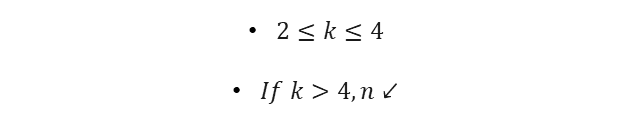 • 2 ≤ k ≤ 4
• If k > 4, n ↙